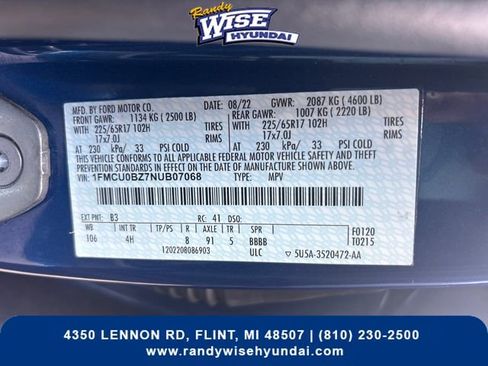 Randy
WISE
HYUNDAI
MFD. BY FORD MOTOR CO. 08/22 GVWR: 2087 KG ( 4600 LB)
FRONT GAWR: 1134 KG ( 2500 LB) REAR GAWR: 1007 KG ( 2220 LB)
WITH TIRES WITH TIRES
225/65R17 102H 225/65R17 102H
17x7.0J RIMS 17x7.0J RIMS
AT 230 kPa/ 33 PSI COLD AT 230 kPa/ 33 PSI COLD
THIS VEHICLE CONFORMS TO ALL APPLICABLE FEDERAL MOTOR VEHICLE
SAFETY AND THEFT PREVENTION STANDARDS IN EFFECT ON THE DATE OF
MANUFACTURE SHOWN ABOVE.
VIN: 1FMCU0BZ7NUB07068 TYPE: MPV
EXT PNT: B3 RC: 41 DSO:
WB INT TR AXLE TR SPR F0120
106 4H 8 91 5 BBBB T0215
1202208086903 ULC 5U5A-3520472-AA
4350 LENNON RD, FLINT, MI 48507 | (810) 230-2500
www.randywisehyundai.com